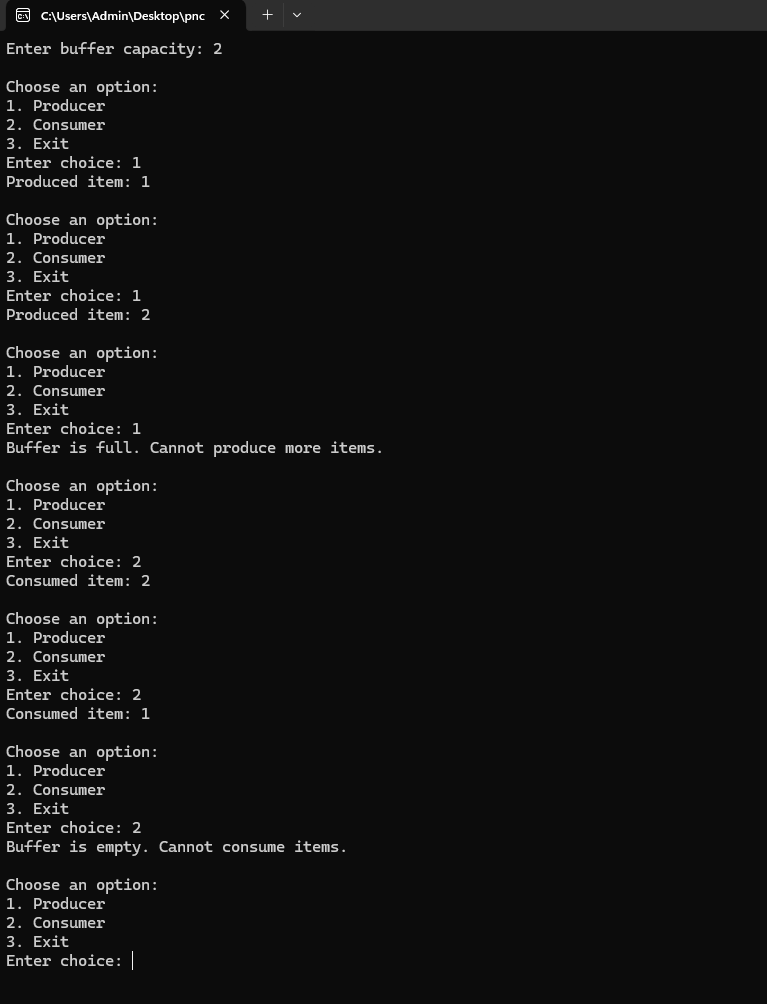 C:\Users\Admin\Desktop\pnc
Enter buffer capacity: 2
Choose an option:
1. Producer
2. Consumer
3. Exit
Enter choice: 1
Produced item: 1
Choose an option:
1. Producer
2. Consumer
3. Exit
Enter choice: 1
Produced item: 2
Choose an option:
1. Producer
2. Consumer
3. Exit
Enter choice: 1
Buffer is full. Cannot produce more items.
Choose an option:
1. Producer
2. Consumer
3. Exit
Enter choice: 2
Consumed item: 2
Choose an option:
1. Producer
2. Consumer
3. Exit
Enter choice: 2
Consumed item: 1
Choose an option:
1. Producer
2. Consumer
3. Exit
Enter choice: 2
Buffer is empty. Cannot consume items.
Choose an option:
1. Producer
2. Consumer
3. Exit
Enter choice: